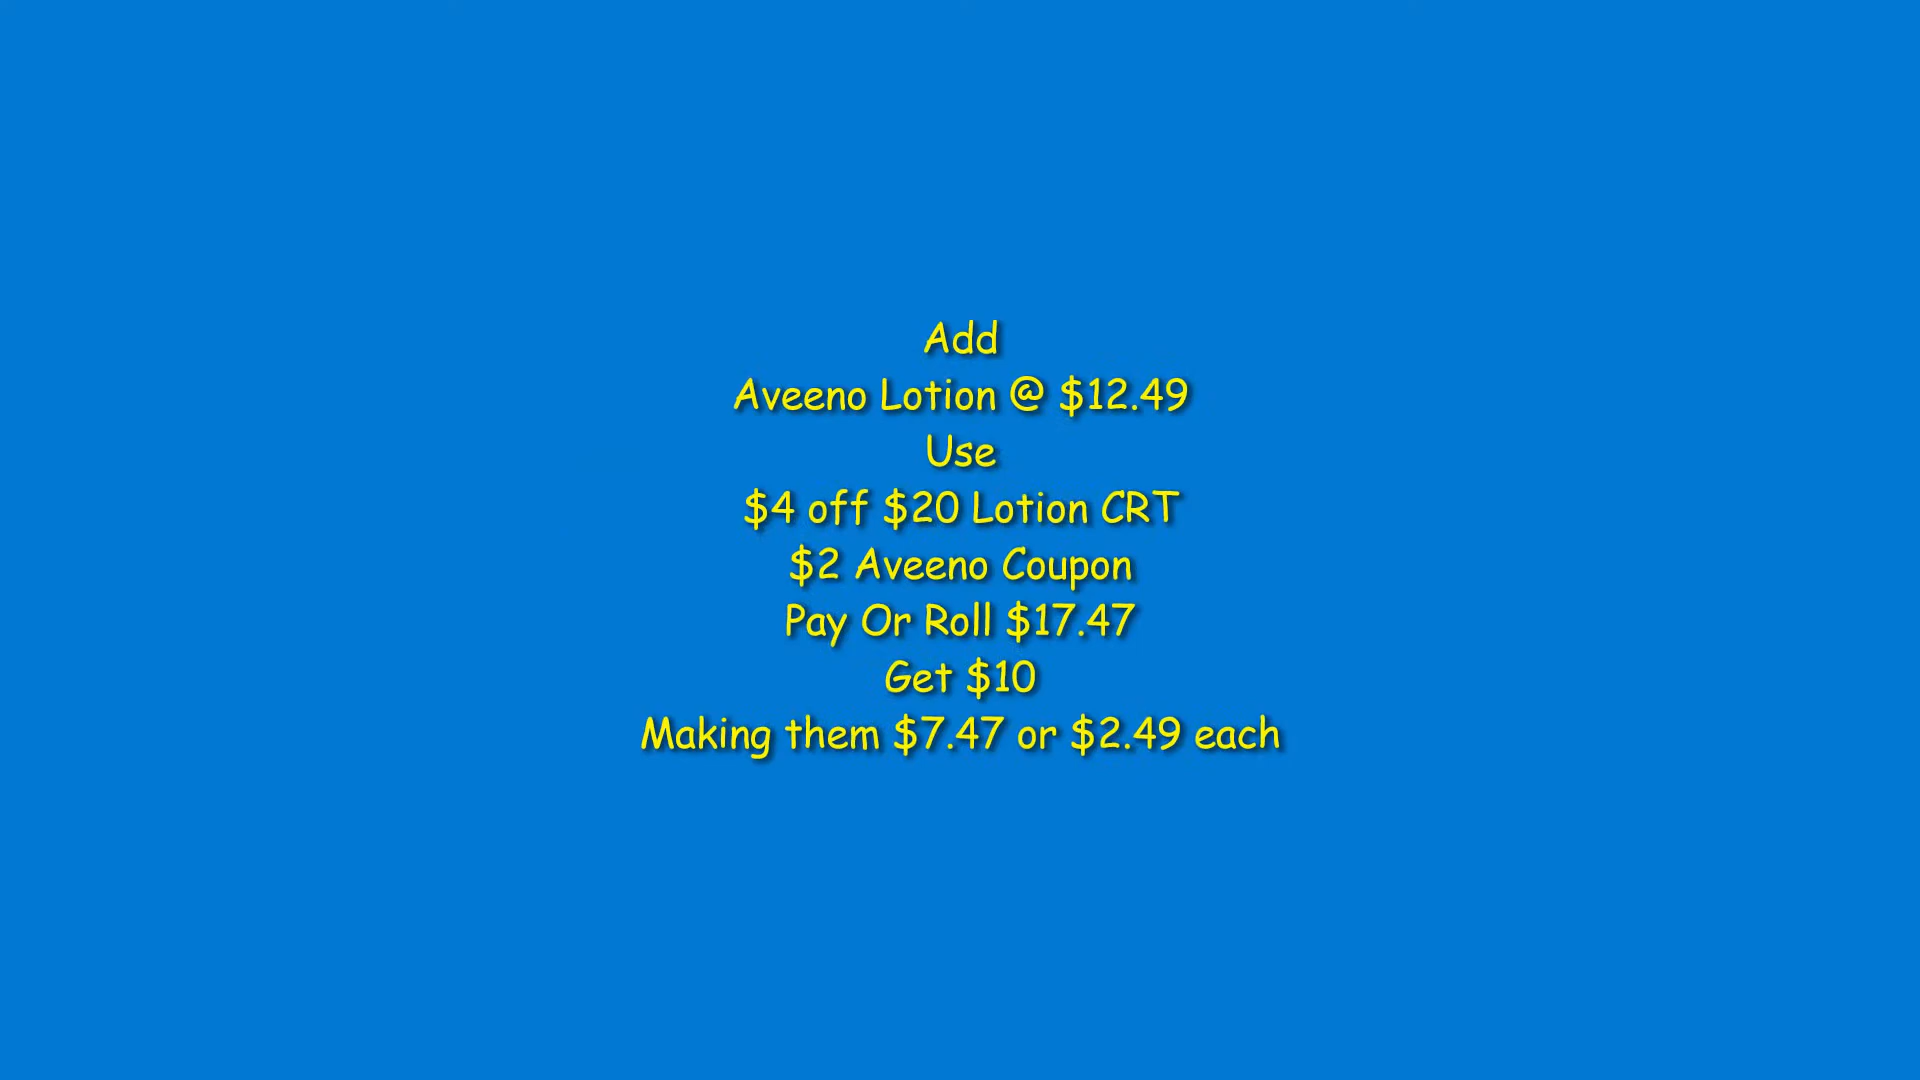 Add
Aveeno Lotion @ $12.49
Use
$4 off $20 Lotion CRT
$2 Aveeno Coupon
Pay Or Roll $17.47
Get $10
Making them $7.47 or $2.49 each